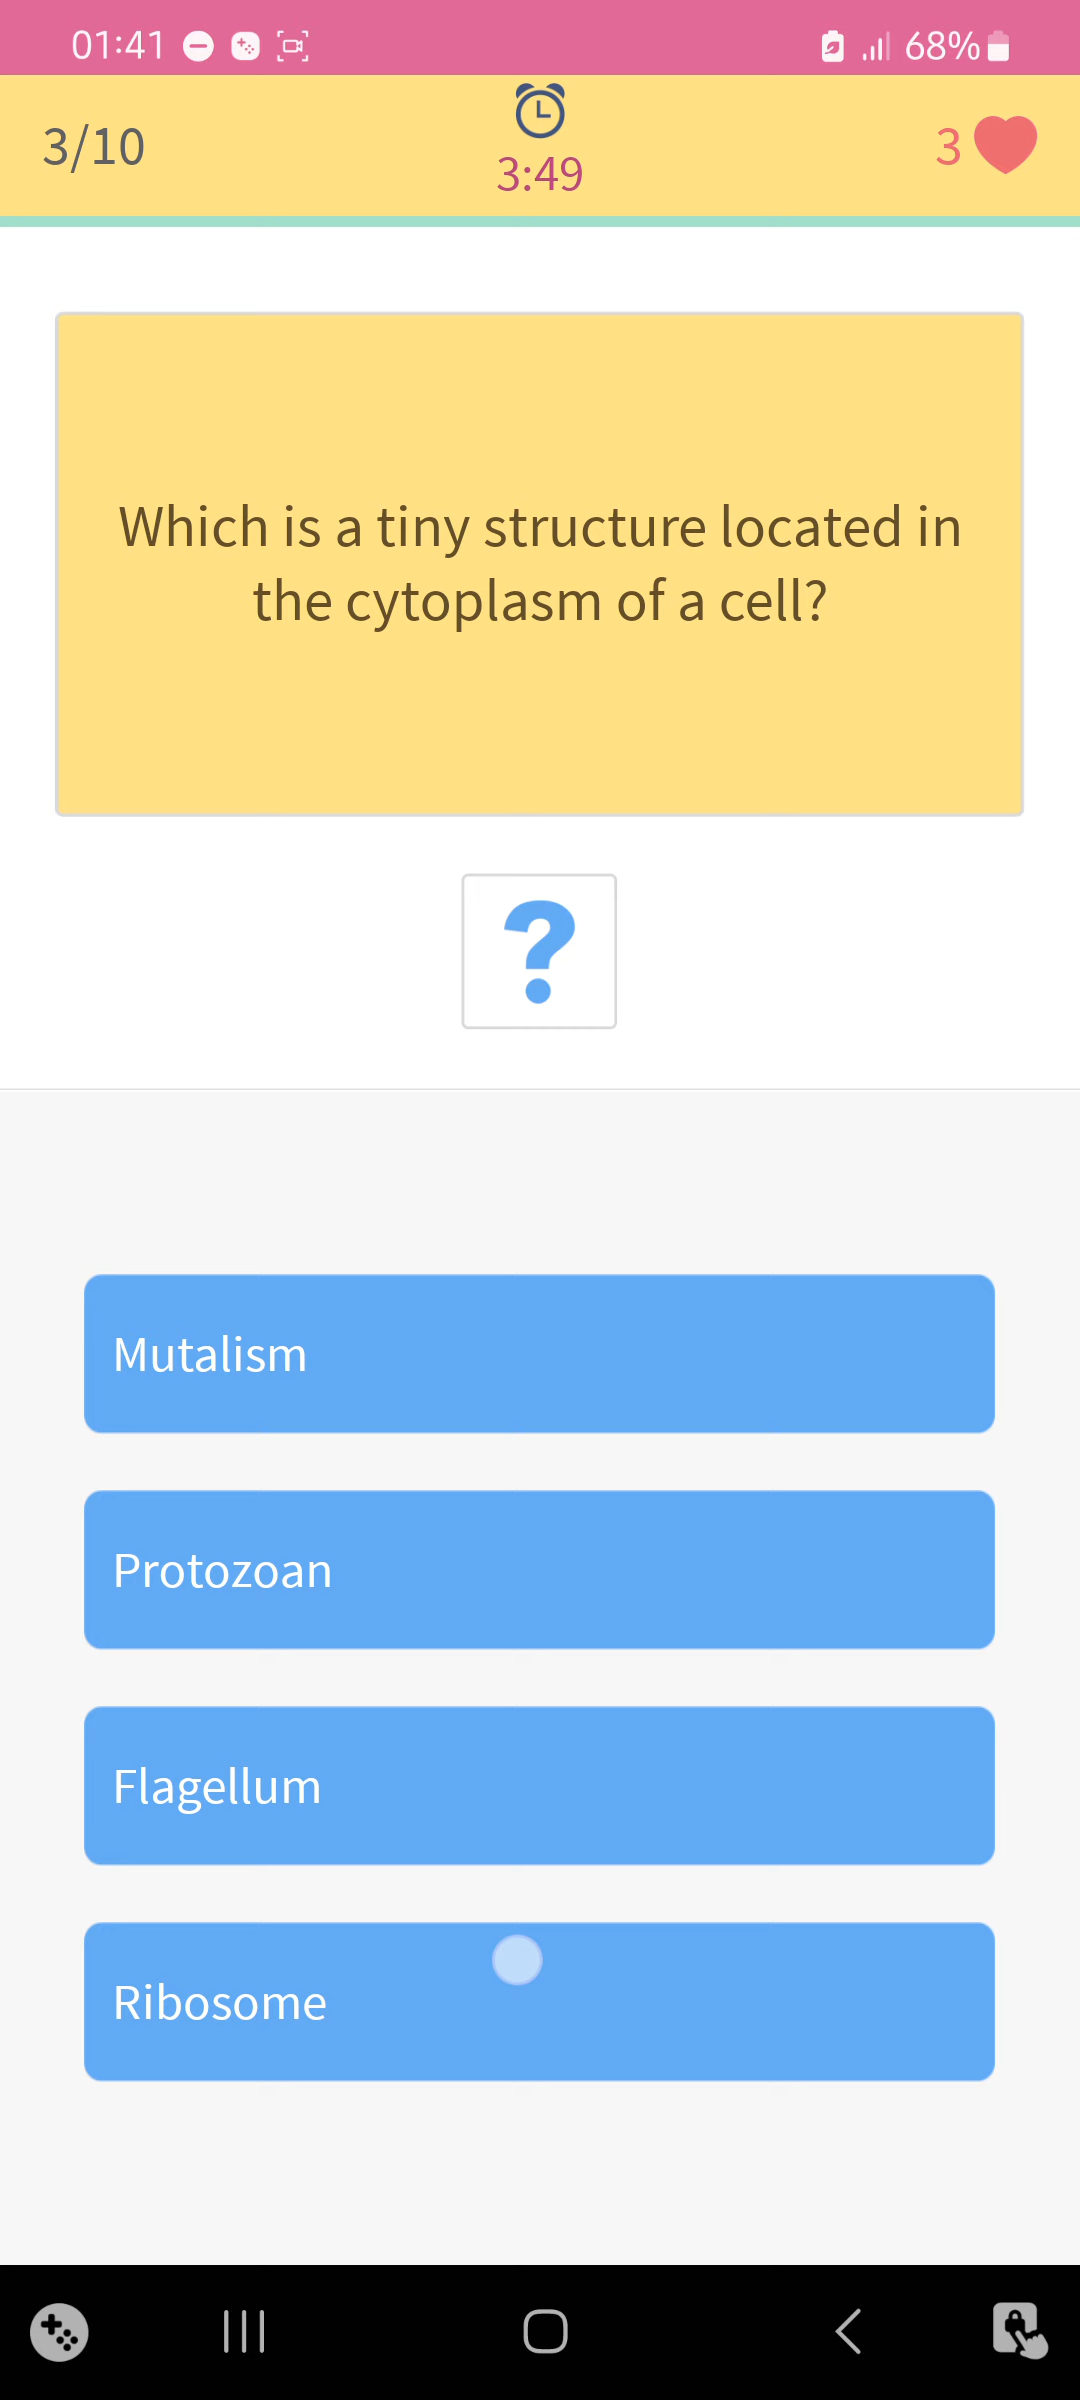 01:41
68%
3/10
3:49
3
Which is a tiny structure located in
the cytoplasm of a cell?
?
Mutalism
Protozoan
Flagellum
Ribosome